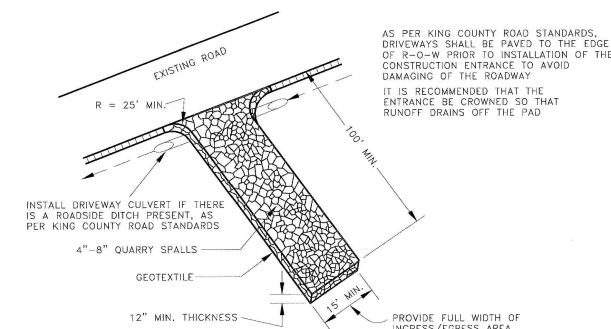 AS PER KING COUNTY ROAD STANDARDS,
DRIVEWAYS SHALL BE PAVED TO THE EDGE
OF R-O-W PRIOR TO INSTALLATION OF THE
CONSTRUCTION ENTRANCE TO AVOID
DAMAGING OF THE ROADWAY
IT IS RECOMMENDED THAT THE
ENTRANCE BE CROWNED SO THAT
RUNOFF DRAINS OFF THE PAD
EXISTING ROAD
R = 25' MIN.
100' MIN.
INSTALL DRIVEWAY CULVERT IF THERE
IS A ROADSIDE DITCH PRESENT, AS
PER KING COUNTY ROAD STANDARDS
4"-8" QUARRY SPALLS
GEOTEXTILE
12" MIN. THICKNESS
15' MIN.
PROVIDE FULL WIDTH OF
INGRESS/EGRESS AREA